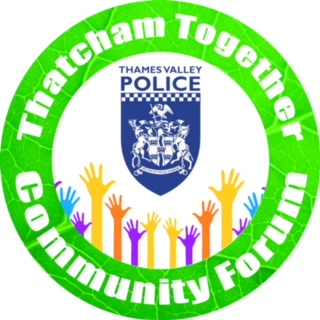 Thatcham Together
THAMES VALLEY
POLICE
Community Forum